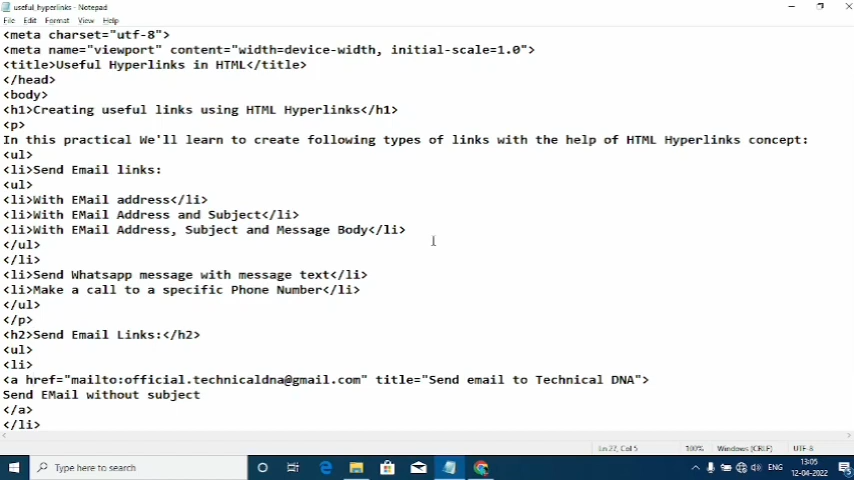 useful_hyperlinks - Notepad
File Edit Format View Help
<meta charset="utf-8">
<meta name="viewport" content="width=device-width, initial-scale=1.0">
<title>Useful Hyperlinks in HTML</title>
</head>
<body>
<h1>Creating useful links using HTML Hyperlinks</h1>
<p>
In this practical We'll learn to create following types of links with the help of HTML Hyperlinks concept:
<ul>
<li>Send Email links:
<ul>
<li>With EMail address</li>
<li>With EMail Address and Subject</li>
<li>With EMail Address, Subject and Message Body</li>
</ul>
</li>
<li>Send Whatsapp message with message text</li>
<li>Make a call to a specific Phone Number</li>
</ul>
</p>
<h2>Send Email Links:</h2>
<ul>
<li>
<a href="mailto:official.technicaldna@gmail.com" title="Send email to Technical DNA">
Send EMail without subject
</a>
</li>
Ln 27, Col 5 100% Windows (CRLF) UTF-8
Type here to search
ENG
13:05
12-04-2022